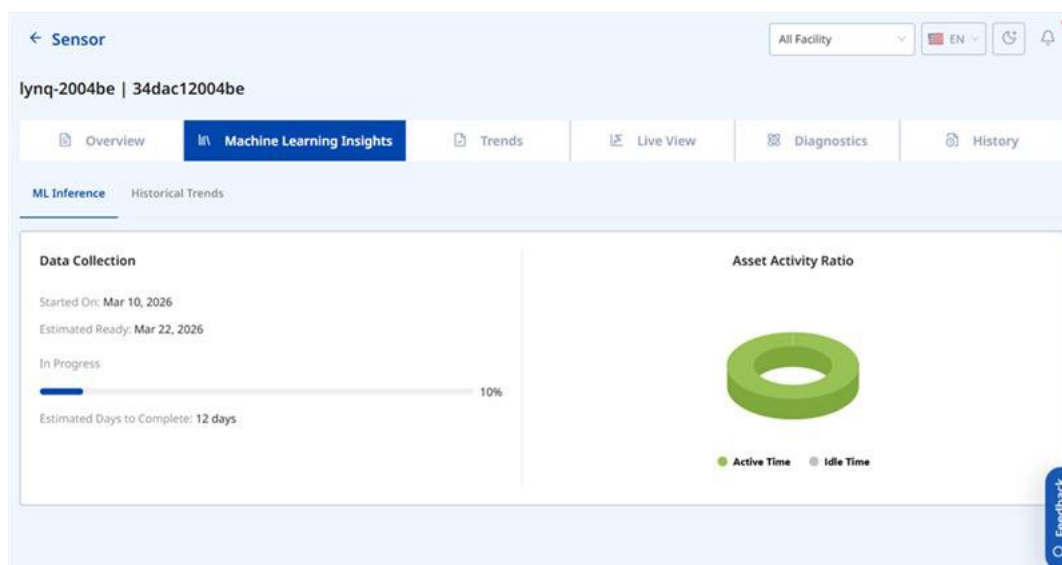 ← Sensor
All Facility
EN
lynq-2004be | 34dac12004be
Overview
Machine Learning Insights
Trends
Live View
Diagnostics
History
ML Inference
Historical Trends
Data Collection
Started On: Mar 10, 2026
Estimated Ready: Mar 22, 2026
In Progress
10%
Estimated Days to Complete: 12 days
Asset Activity Ratio
Active Time
Idle Time
Feedback